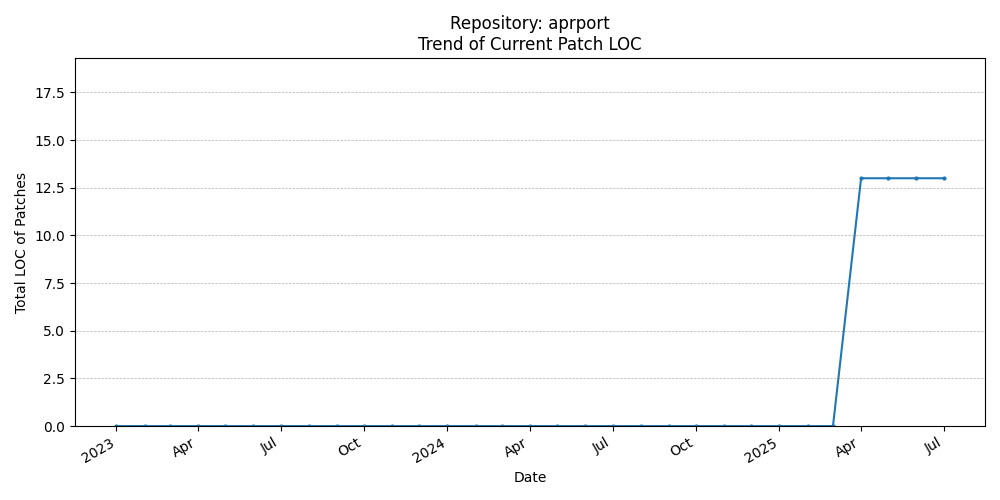 Repository: aprport
Trend of Current Patch LOC
Total LOC of Patches
17.5
15.0
12.5
10.0
7.5
5.0
2.5
0.0
2023
Apr
Jul
Oct
2024
Apr
Jul
Oct
2025
Apr
Jul
Date